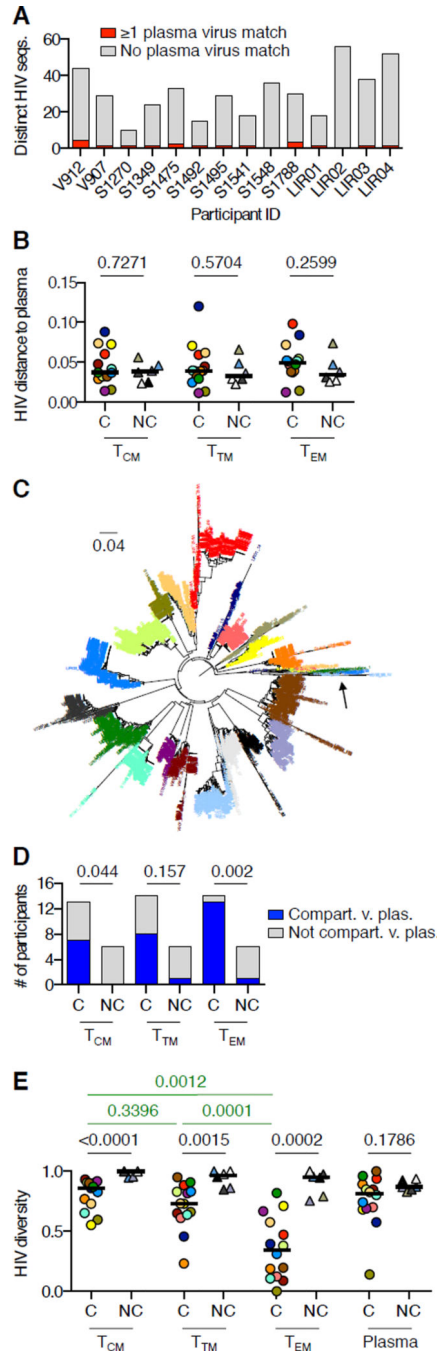 A
≥1 plasma virus match
No plasma virus match
Distinct HIV seqs.
60
40
20
0
V912
V907
S1270
S1349
S1475
S1492
S1495
S1541
S1548
S1788
LIR01
LIR02
LIR03
LIR04
Participant ID
B
0.7271 0.5704 0.2599
HIV distance to plasma
0.15
0.10
0.05
0.00
C NC C NC C NC
TCM TTM TEM
C
0.04
D
0.044 0.157 0.002
# of participants
16
12
8
4
0
Compart. v. plas.
Not compart. v. plas.
C NC C NC C NC
TCM TTM TEM
E
0.0012
0.3396 0.0001
<0.0001 0.0015 0.0002 0.1786
HIV diversity
1.0
0.5
0.0
C NC C NC C NC C NC
TCM TTM TEM Plasma